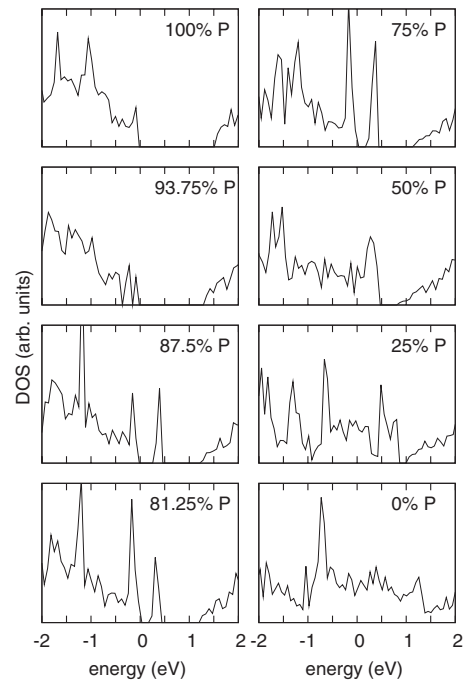 100% P
75% P
93.75% P
50% P
DOS (arb. units)
87.5% P
25% P
81.25% P
0% P
-2 -1 0 1 2 -2 -1 0 1 2
energy (eV) energy (eV)